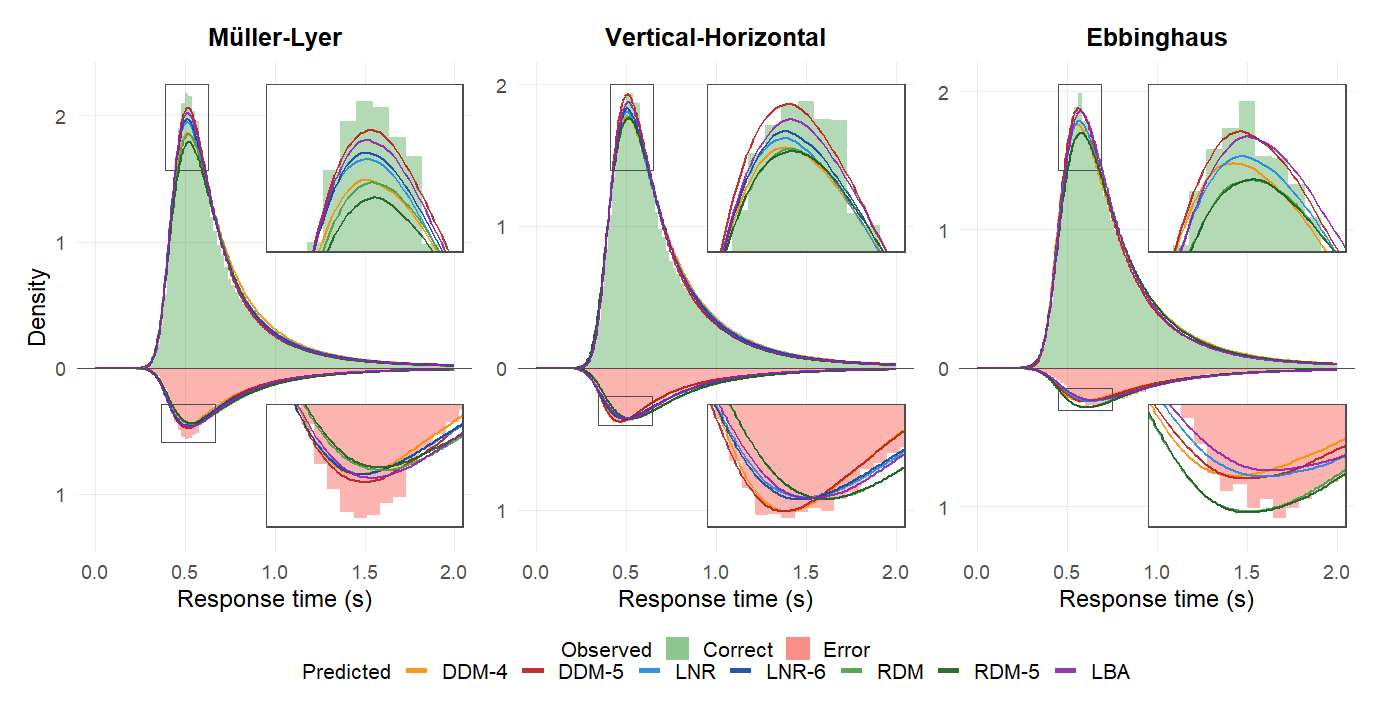 Müller-Lyer
Vertical-Horizontal
Ebbinghaus
Density
2
1
0
1
2
1
0
1
2
1
0
1
0.0 0.5 1.0 1.5 2.0
0.0 0.5 1.0 1.5 2.0
0.0 0.5 1.0 1.5 2.0
Response time (s)
Response time (s)
Response time (s)
Observed Correct Error
Predicted DDM-4 DDM-5 LNR LNR-6 RDM RDM-5 LBA